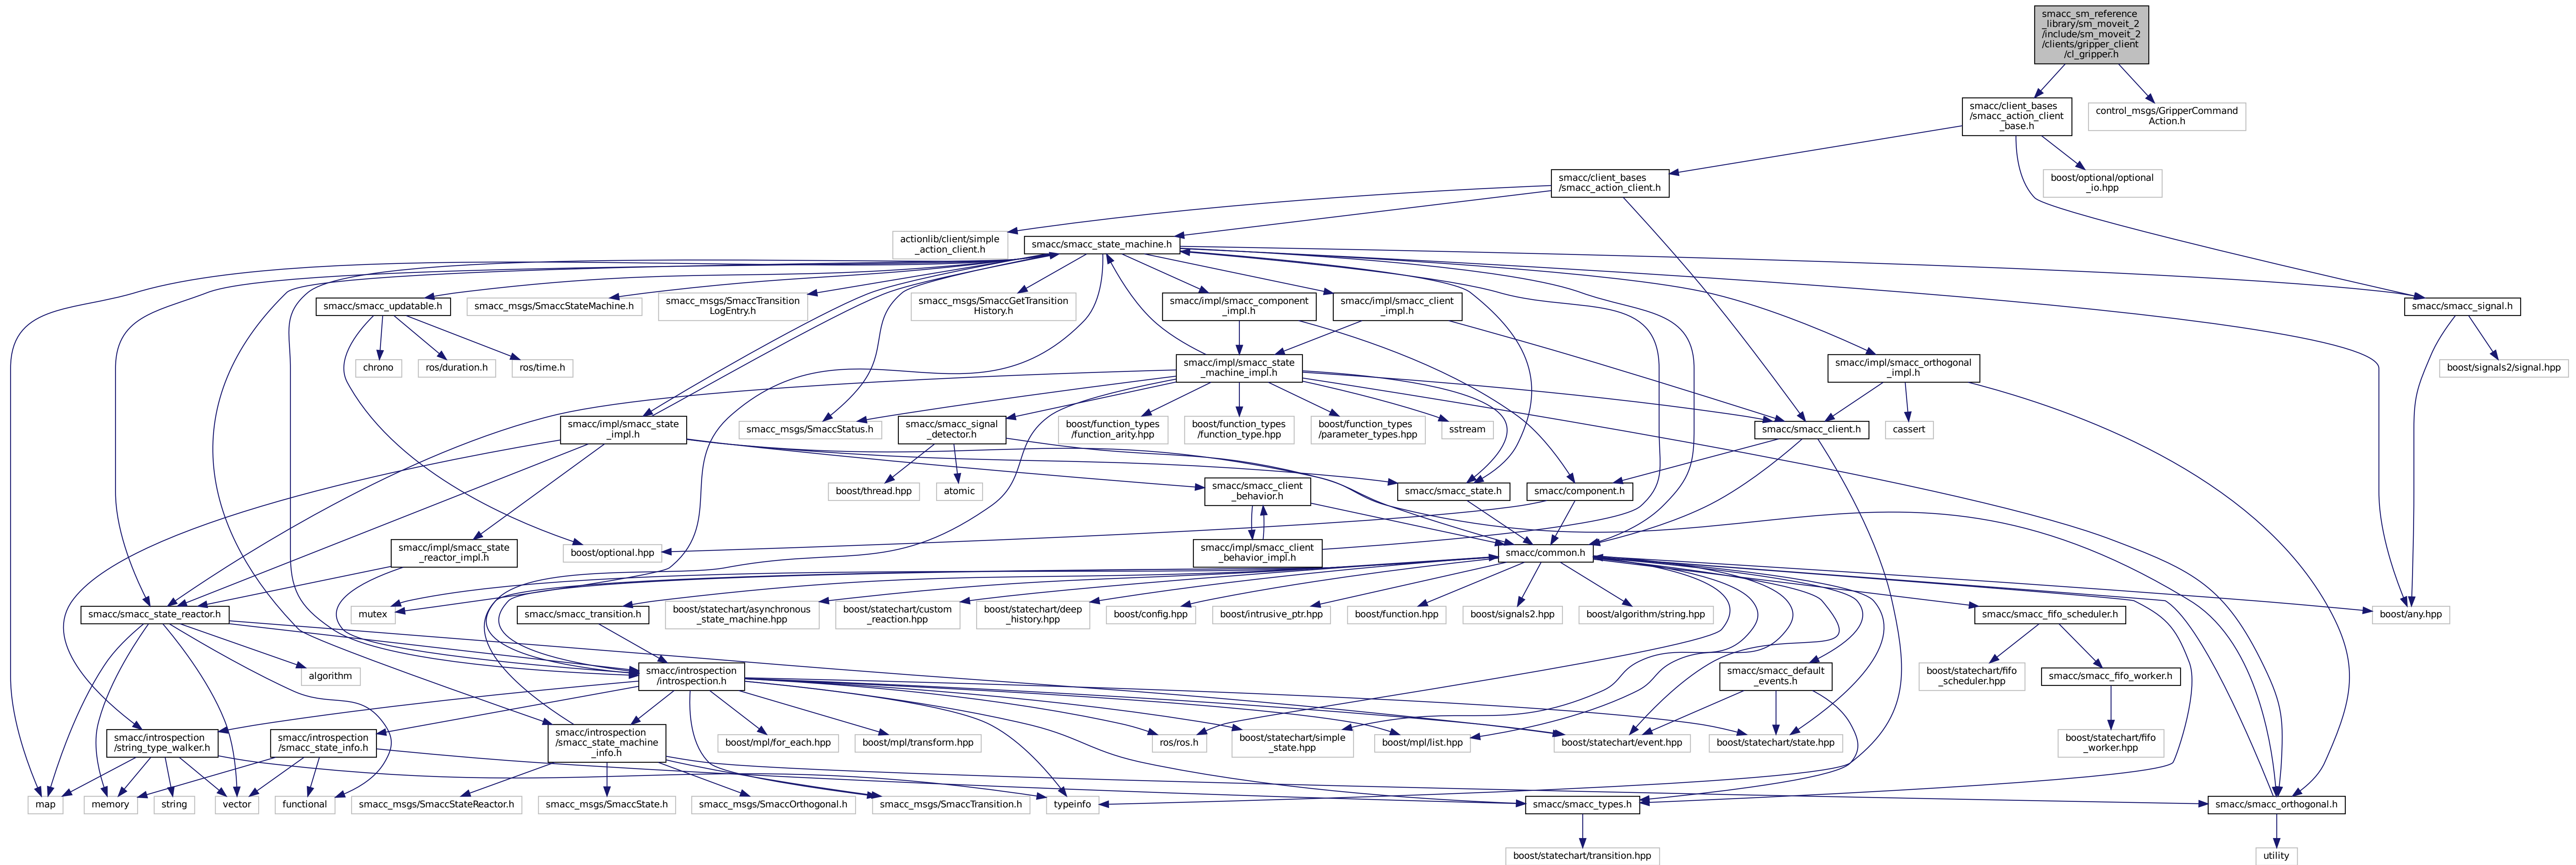 smacc_sm_reference
_library/sm_moveit_2
/include/sm_moveit_2
/clients/gripper_client
/cl_gripper.h
smacc/client_bases
/smacc_action_client
_base.h
control_msgs/GripperCommand
Action.h
smacc/client_bases
/smacc_action_client.h
boost/optional/optional
_io.hpp
actionlib/client/simple
_action_client.h
smacc/smacc_state_machine.h
smacc/smacc_updatable.h
smacc_msgs/SmaccStateMachine.h
smacc_msgs/SmaccTransition
LogEntry.h
smacc_msgs/SmaccGetTransition
History.h
smacc/impl/smacc_component
_impl.h
smacc/impl/smacc_client
_impl.h
smacc/smacc_signal.h
chrono
ros/duration.h
ros/time.h
smacc/impl/smacc_state
_machine_impl.h
smacc/impl/smacc_orthogonal
_impl.h
boost/signals2/signal.hpp
smacc/impl/smacc_state
_impl.h
smacc_msgs/SmaccStatus.h
smacc/smacc_signal
_detector.h
boost/function_types
/function_arity.hpp
boost/function_types
/function_type.hpp
boost/function_types
/parameter_types.hpp
sstream
smacc/smacc_client.h
cassert
boost/thread.hpp
atomic
smacc/smacc_client
_behavior.h
smacc/smacc_state.h
smacc/component.h
smacc/impl/smacc_state
_reactor_impl.h
boost/optional.hpp
smacc/impl/smacc_client
_behavior_impl.h
smacc/common.h
smacc/smacc_state_reactor.h
mutex
smacc/smacc_transition.h
boost/statechart/asynchronous
_state_machine.hpp
boost/statechart/custom
_reaction.hpp
boost/statechart/deep
_history.hpp
boost/config.hpp
boost/intrusive_ptr.hpp
boost/function.hpp
boost/signals2.hpp
boost/algorithm/string.hpp
smacc/smacc_fifo_scheduler.h
boost/any.hpp
algorithm
smacc/introspection
/introspection.h
smacc/smacc_default
_events.h
boost/statechart/fifo
_scheduler.hpp
smacc/smacc_fifo_worker.h
smacc/introspection
/string_type_walker.h
smacc/introspection
/smacc_state_info.h
smacc/introspection
/smacc_state_machine
_info.h
boost/mpl/for_each.hpp
boost/mpl/transform.hpp
ros/ros.h
boost/statechart/simple
_state.hpp
boost/mpl/list.hpp
boost/statechart/event.hpp
boost/statechart/state.hpp
boost/statechart/fifo
_worker.hpp
map
memory
string
vector
functional
smacc_msgs/SmaccStateReactor.h
smacc_msgs/SmaccState.h
smacc_msgs/SmaccOrthogonal.h
smacc_msgs/SmaccTransition.h
typeinfo
smacc/smacc_types.h
smacc/smacc_orthogonal.h
boost/statechart/transition.hpp
utility